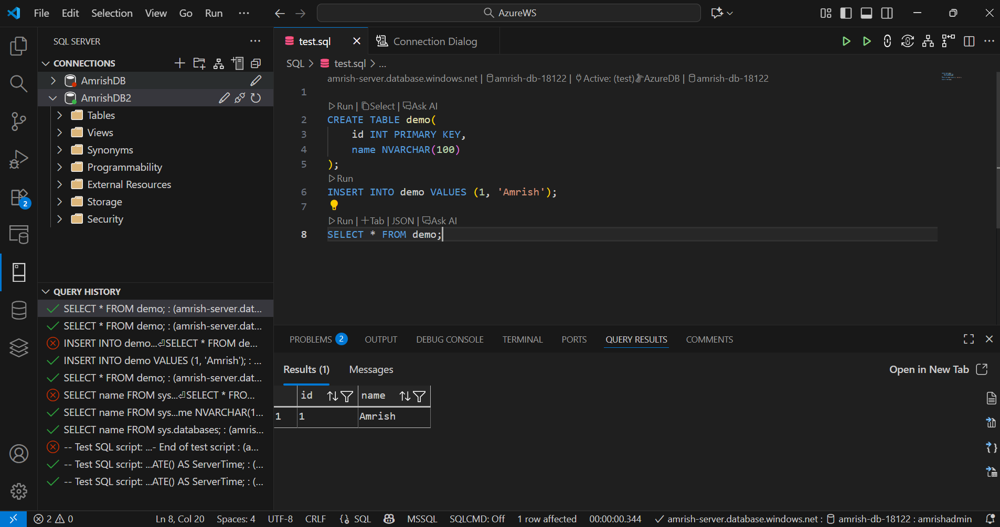 File Edit Selection View Go Run ··· AzureWS
SQL SERVER ···
CONNECTIONS
AmrishDB
AmrishDB2
Tables
Views
Synonyms
Programmability
External Resources
Storage
Security
QUERY HISTORY
SELECT * FROM demo; : (amrish-server.dat...
SELECT * FROM demo; : (amrish-server.dat...
INSERT INTO demo...⏎SELECT * FROM de...
INSERT INTO demo VALUES (1, 'Amrish'); : ...
SELECT * FROM demo; : (amrish-server.dat...
SELECT name FROM sys...⏎SELECT * FRO...
SELECT name FROM sys...me NVARCHAR(1...
SELECT name FROM sys.databases; : (amris...
-- Test SQL script: ...- End of test script : (a...
-- Test SQL script: ...ATE() AS ServerTime; : (...
-- Test SQL script: ...ATE() AS ServerTime; : (...
2
test.sql Connection Dialog
SQL > test.sql > ...
amrish-server.database.windows.net | amrish-db-18122 | Active: (test) AzureDB | amrish-db-18122
1
Run | Select | Ask AI
2 CREATE TABLE demo(
3 id INT PRIMARY KEY,
4 name NVARCHAR(100)
5 );
Run
6 INSERT INTO demo VALUES (1, 'Amrish');
7
Run | +Tab | JSON | Ask AI
8 SELECT * FROM demo;
PROBLEMS 2 OUTPUT DEBUG CONSOLE TERMINAL PORTS QUERY RESULTS COMMENTS
Results (1) Messages Open in New Tab
id name
1 1 Amrish
2 0 Ln 8, Col 20 Spaces: 4 UTF-8 CRLF SQL MSSQL SQLCMD: Off 1 row affected 00:00:00.344 amrish-server.database.windows.net : amrish-db-18122 : amrishadmin